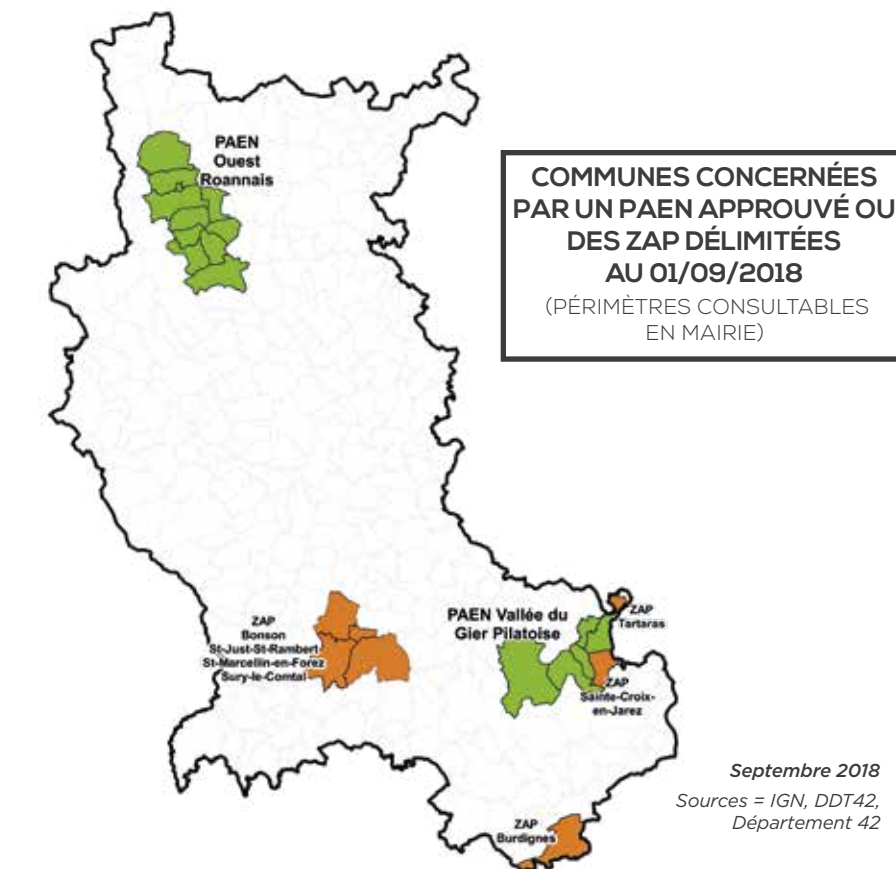 PAEN
Ouest
Roannais
COMMUNES CONCERNÉES
PAR UN PAEN APPROUVÉ OU
DES ZAP DÉLIMITÉES
AU 01/09/2018
(PÉRIMÈTRES CONSULTABLES
EN MAIRIE)
ZAP
Bonson
St-Just-St-Rambert
St-Marcellin-en-Forez
Sury-le-Comtal
PAEN Vallée du
Gier Pilatoise
ZAP
Tartaras
ZAP
Sainte-Croix-
en-Jarez
ZAP
Burdignes
Septembre 2018
Sources = IGN, DDT42,
Département 42